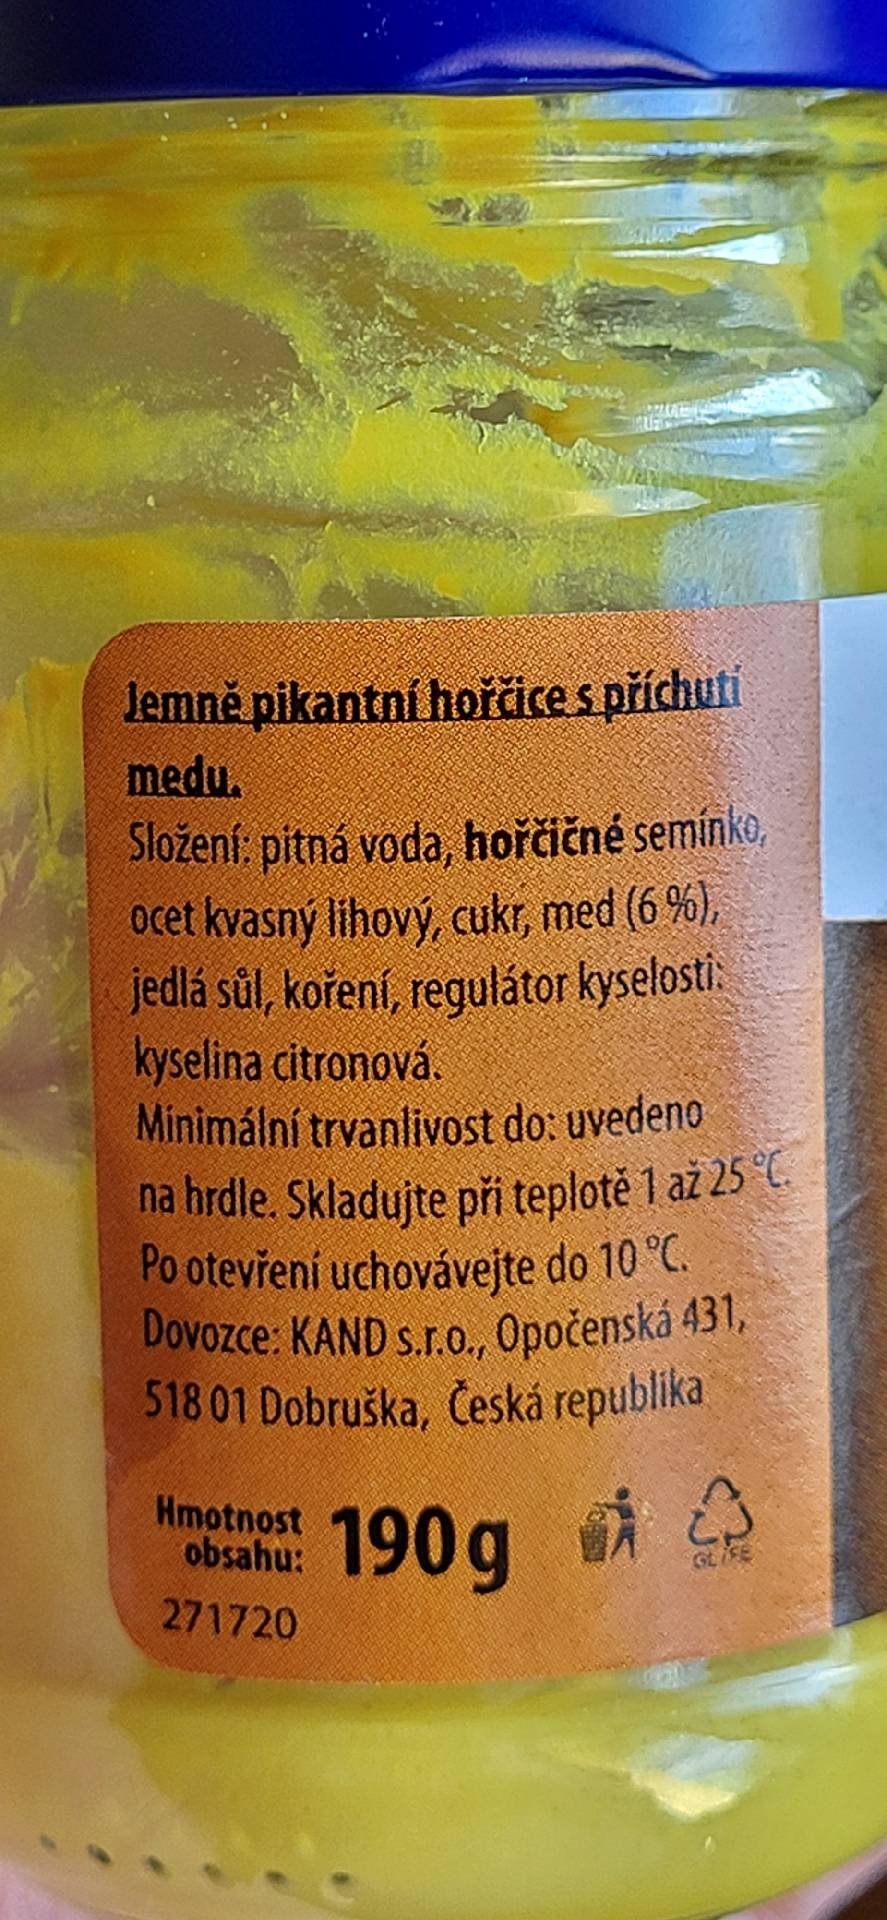 Jemně pikantní hořčice s příchutí
medu.
Složení: pitná voda, hořčičné semínko,
ocet kvasný lihový, cukr, med (6 %),
jedlá sůl, koření, regulátor kyselosti:
kyselina citronová.
Minimální trvanlivost do: uvedeno
na hrdle. Skladujte při teplotě 1 až 25 °C.
Po otevření uchovávejte do 10 °C.
Dovozce: KAND s.r.o., Opočenská 431,
518 01 Dobruška, Česká republika
Hmotnost
obsahu: 190 g
271720